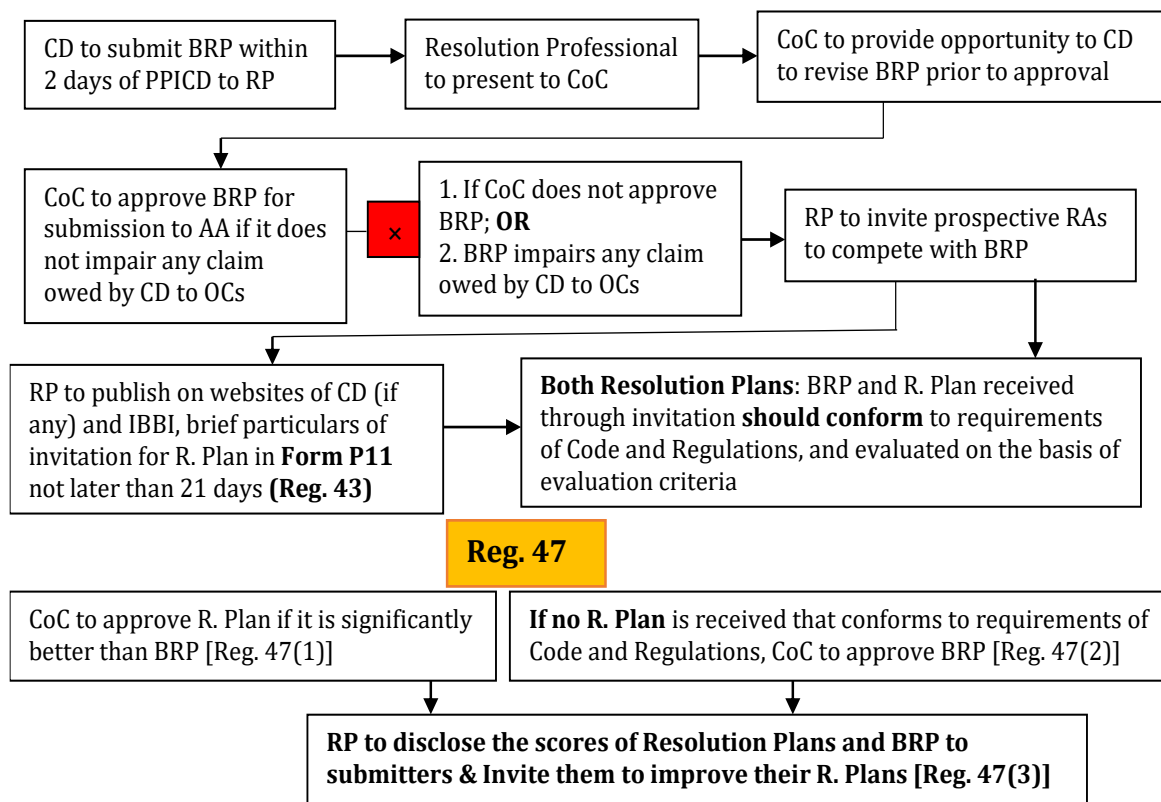 CD to submit BRP within
2 days of PPICD to RP
Resolution Professional
to present to CoC
CoC to provide opportunity to CD
to revise BRP prior to approval
CoC to approve BRP for
submission to AA if it does
not impair any claim
owed by CD to OCs
×
1. If CoC does not approve
BRP; OR
2. BRP impairs any claim
owed by CD to OCs
RP to invite prospective RAs
to compete with BRP
RP to publish on websites of CD (if
any) and IBBI, brief particulars of
invitation for R. Plan in Form P11
not later than 21 days (Reg. 43)
Both Resolution Plans: BRP and R. Plan received
through invitation should conform to requirements
of Code and Regulations, and evaluated on the basis of
evaluation criteria
Reg. 47
CoC to approve R. Plan if it is significantly
better than BRP [Reg. 47(1)]
If no R. Plan is received that conforms to requirements of
Code and Regulations, CoC to approve BRP [Reg. 47(2)]
RP to disclose the scores of Resolution Plans and BRP to
submitters & Invite them to improve their R. Plans [Reg. 47(3)]